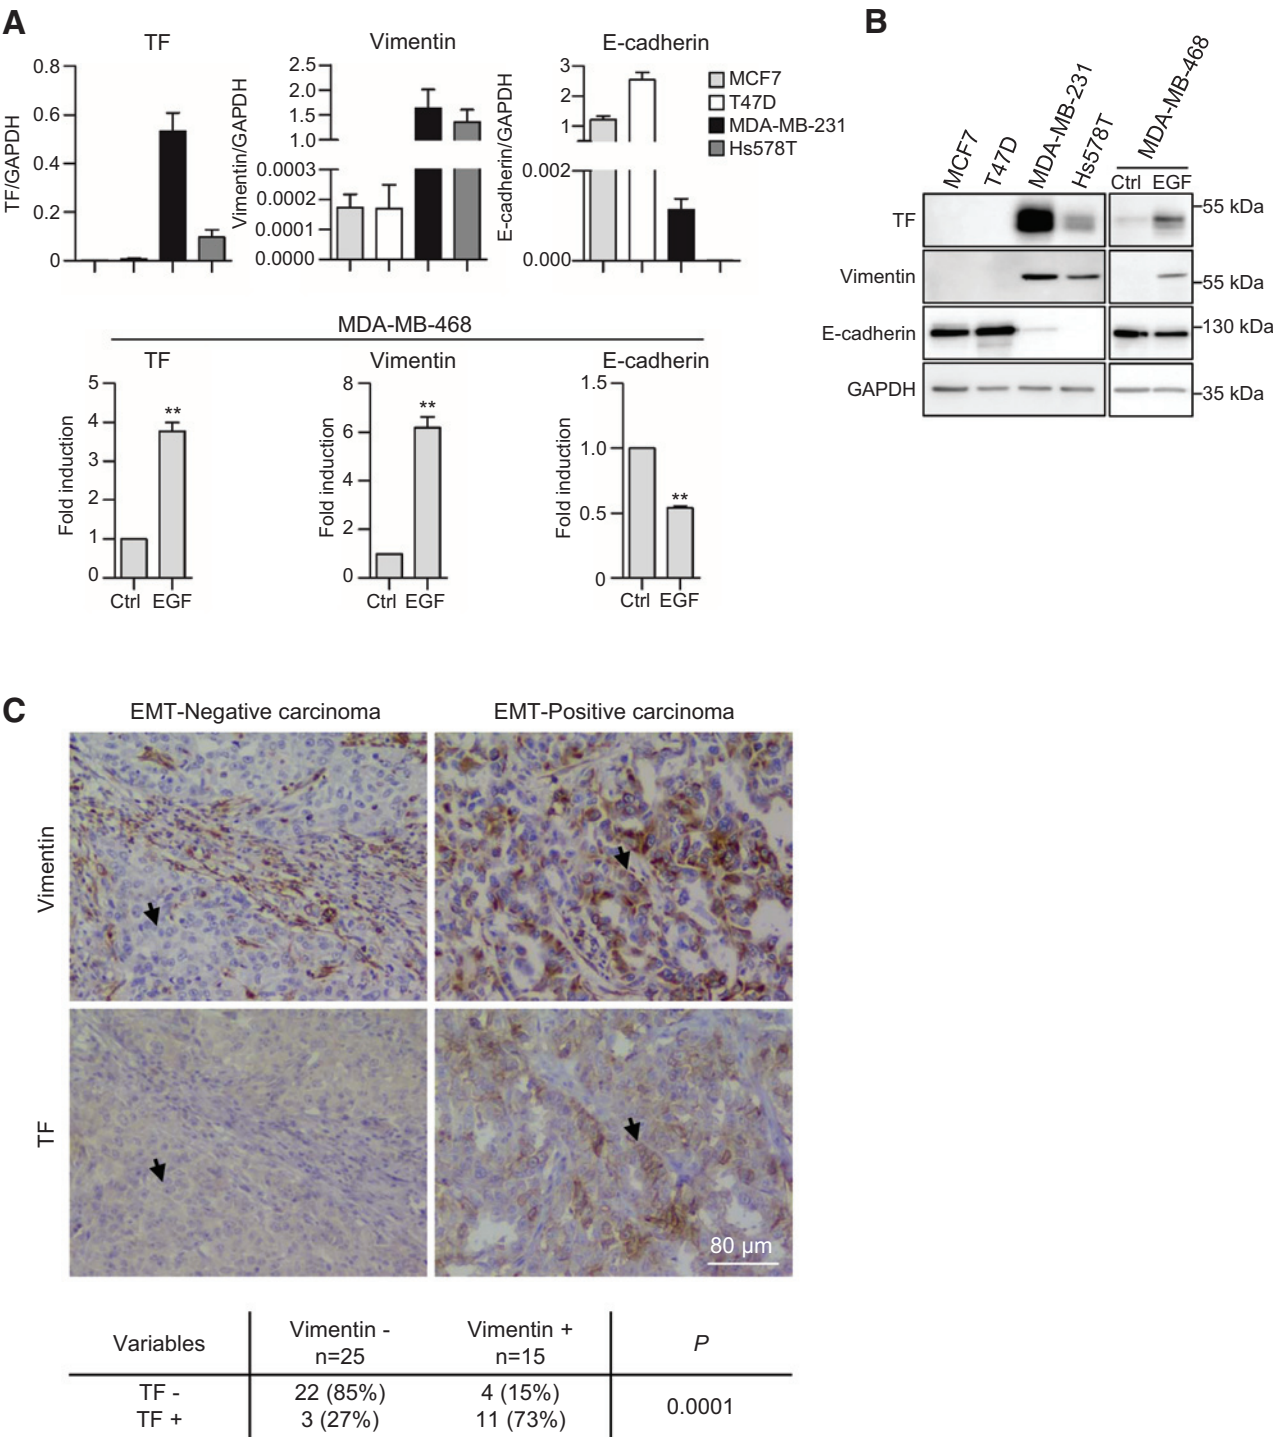 A
TF
Vimentin
E-cadherin
TF/GAPDH
0.8
0.6
0.4
0.2
0
Vimentin/GAPDH
2.5
2.0
1.5
1.0
0.0003
0.0002
0.0001
0.0000
E-cadherin/GAPDH
3
2
1
0.002
0.000
MCF7
T47D
MDA-MB-231
Hs578T
MDA-MB-468
TF
Vimentin
E-cadherin
Fold induction
5
4
3
2
1
0
Ctrl EGF
**
Fold induction
8
6
4
2
0
Ctrl EGF
**
Fold induction
1.5
1.0
0.5
0
Ctrl EGF
**
B
MCF7
T47D
MDA-MB-231
Hs578T
MDA-MB-468
Ctrl EGF
TF
55 kDa
Vimentin
55 kDa
E-cadherin
130 kDa
GAPDH
35 kDa
C
EMT-Negative carcinoma
EMT-Positive carcinoma
Vimentin
TF
80 μm
Variables
Vimentin -
n=25
Vimentin +
n=15
P
TF - 22 (85%) 4 (15%)
TF + 3 (27%) 11 (73%)
0.0001